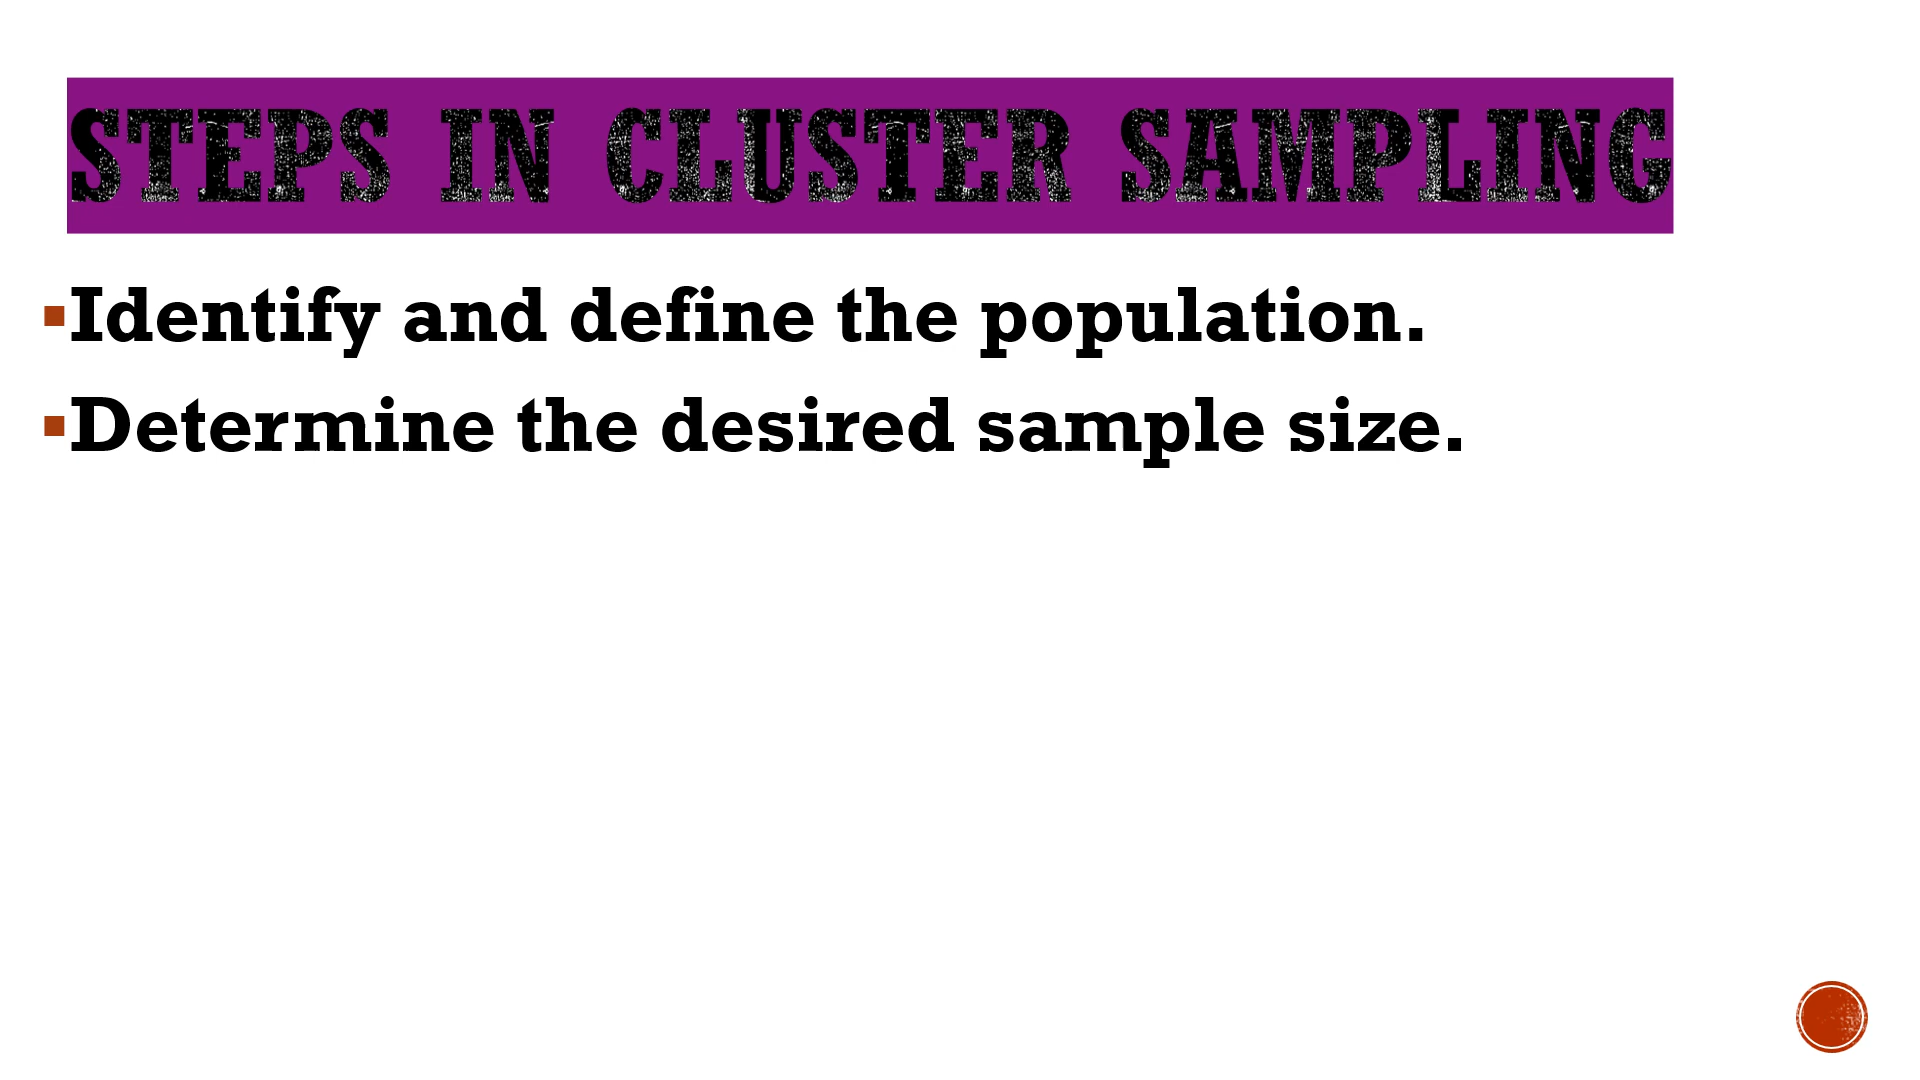 STEPS IN CLUSTER SAMPLING
▪Identify and define the population.
▪Determine the desired sample size.